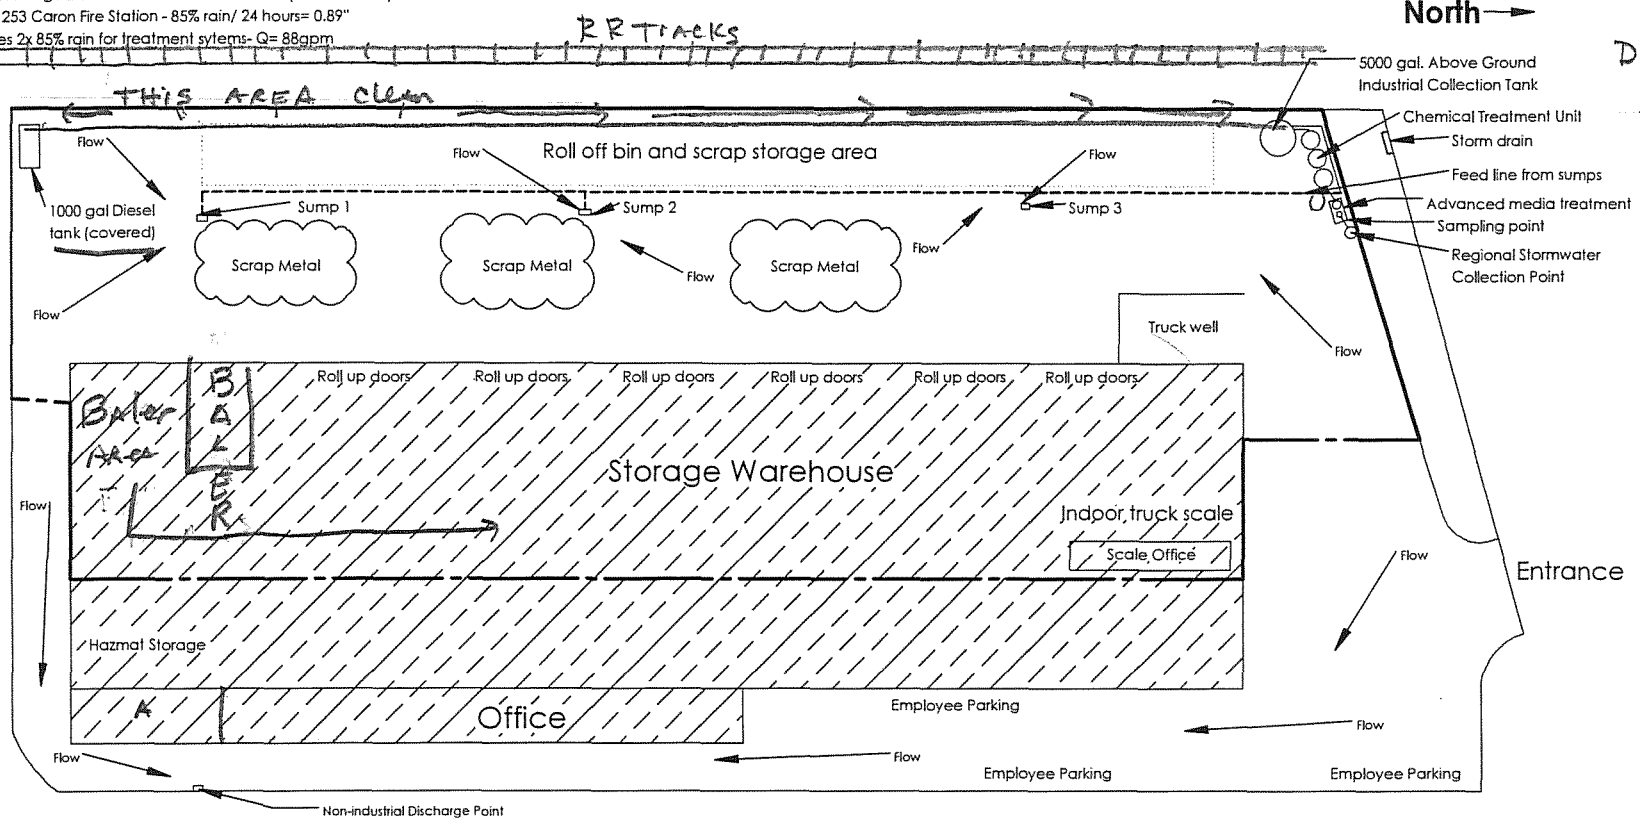 253 Caron Fire Station - 85% rain/ 24 hours= 0.89"
es 2x 85% rain for treatment sytems- Q= 88gpm
RR Tracks
North
D
5000 gal. Above Ground
Industrial Collection Tank
THis AREA Clean
Chemical Treatment Unit
Storm drain
Flow
Flow
Roll off bin and scrap storage area
Flow
Feed line from sumps
1000 gal Diesel
tank (covered)
Sump 1
Sump 2
Sump 3
Advanced media treatment
Sampling point
Regional Stormwater
Collection Point
Scrap Metal
Scrap Metal
Scrap Metal
Flow
Flow
Flow
Truck well
Flow
Roll up doors
Roll up doors
Roll up doors
Roll up doors
Roll up doors
Roll up doors
Baler
Area
BALER
Storage Warehouse
Flow
Indoor truck scale
Scale Office
Flow
Entrance
Hazmat Storage
A
Office
Employee Parking
Flow
Flow
Flow
Employee Parking
Employee Parking
Non-industrial Discharge Point